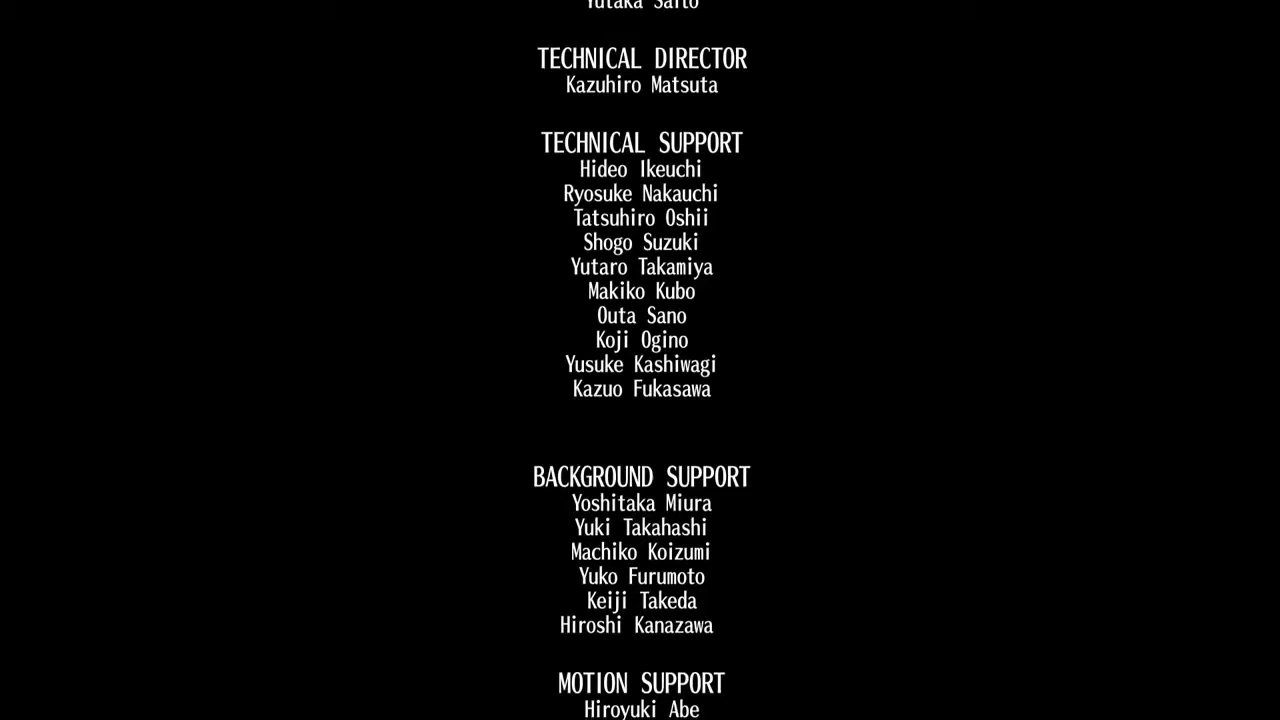 Yutaka Saito
TECHNICAL DIRECTOR
Kazuhiro Matsuta
TECHNICAL SUPPORT
Hideo Ikeuchi
Ryosuke Nakauchi
Tatsuhiro Oshii
Shogo Suzuki
Yutaro Takamiya
Makiko Kubo
Outa Sano
Koji Ogino
Yusuke Kashiwagi
Kazuo Fukasawa
BACKGROUND SUPPORT
Yoshitaka Miura
Yuki Takahashi
Machiko Koizumi
Yuko Furumoto
Keiji Takeda
Hiroshi Kanazawa
MOTION SUPPORT
Hiroyuki Abe